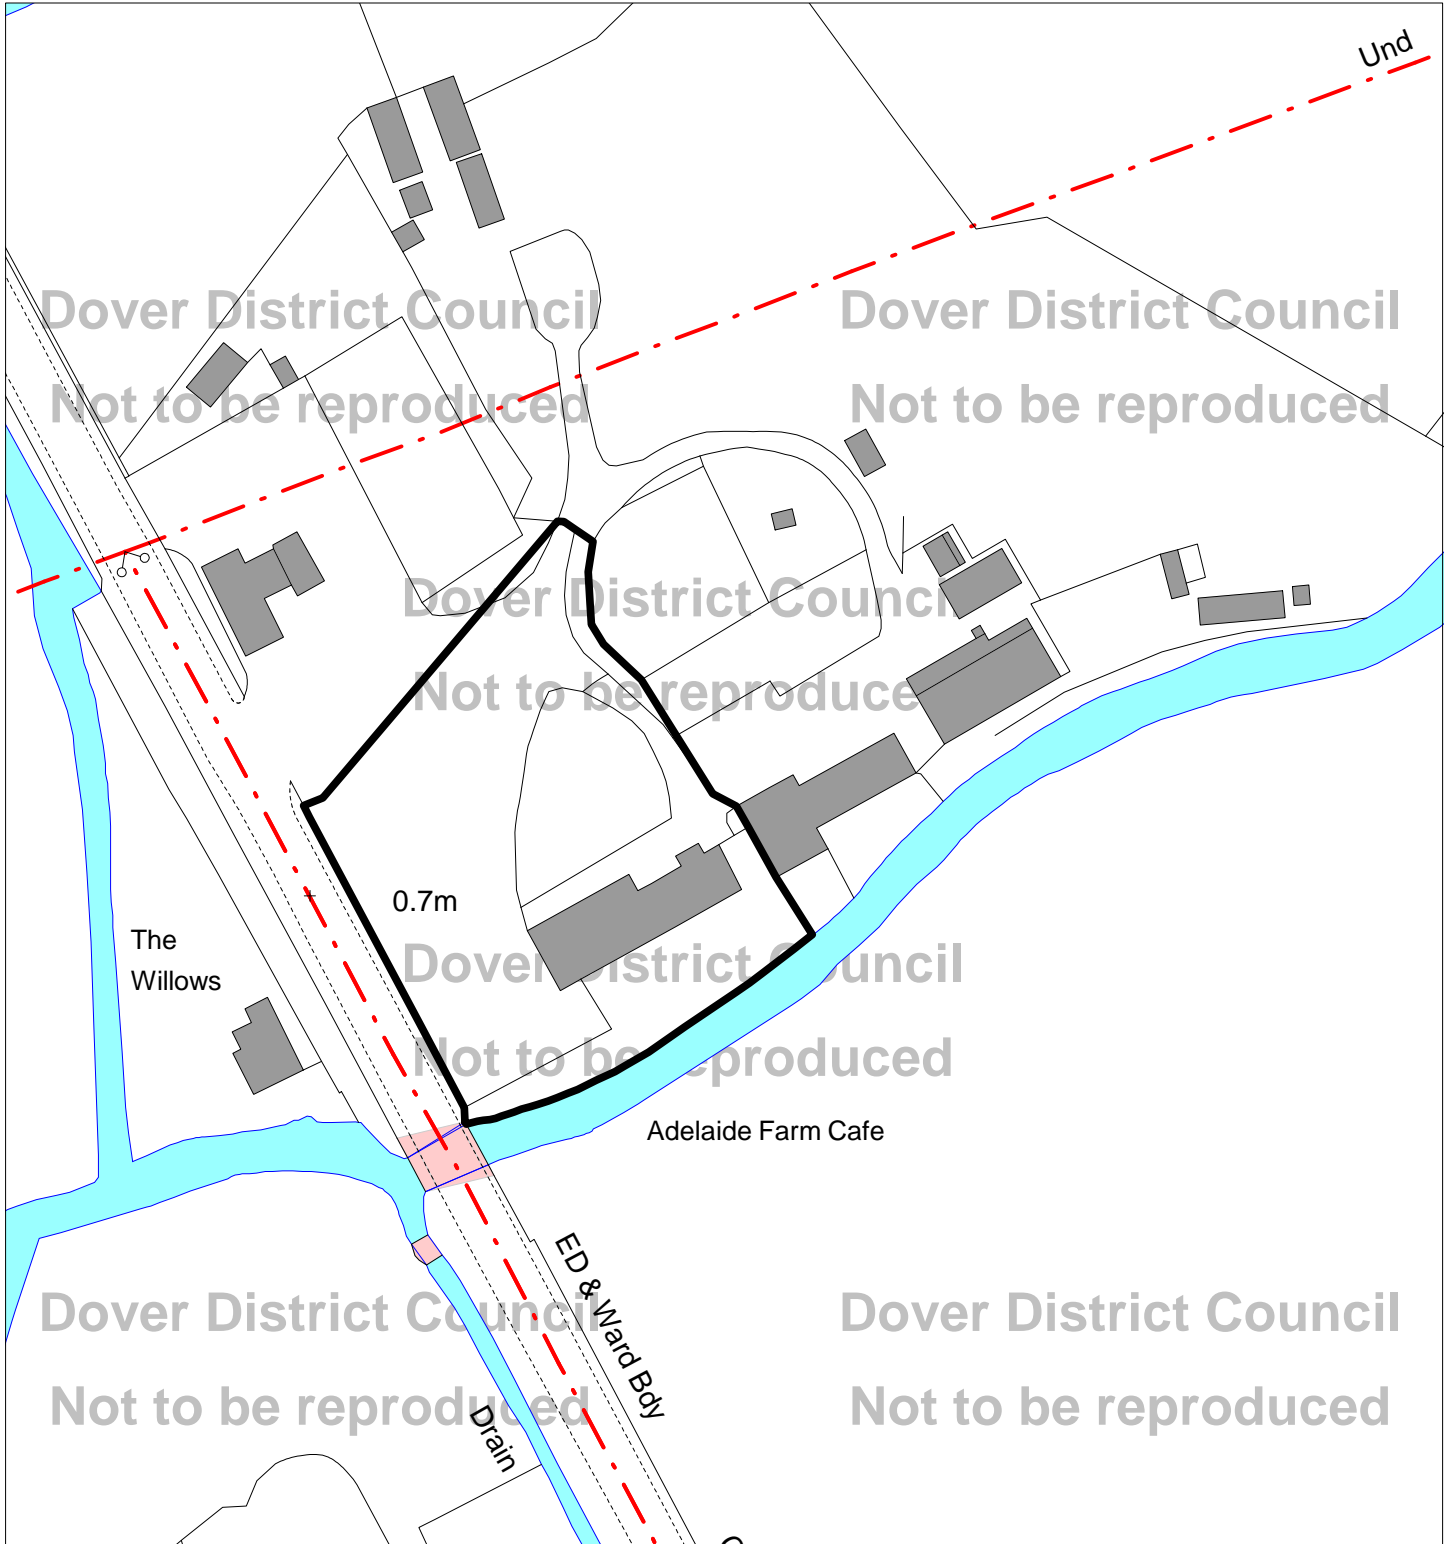 Und
Dover District Council
Dover District Council
Not to be reproduced
Not to be reproduced
Dover District Council
Not to be reproduced
0.7m
The
Willows
Dover District Council
Not to be reproduced
Adelaide Farm Cafe
ED & Ward Bdy
Dover District Council
Dover District Council
Drain
Not to be reproduced
Not to be reproduced